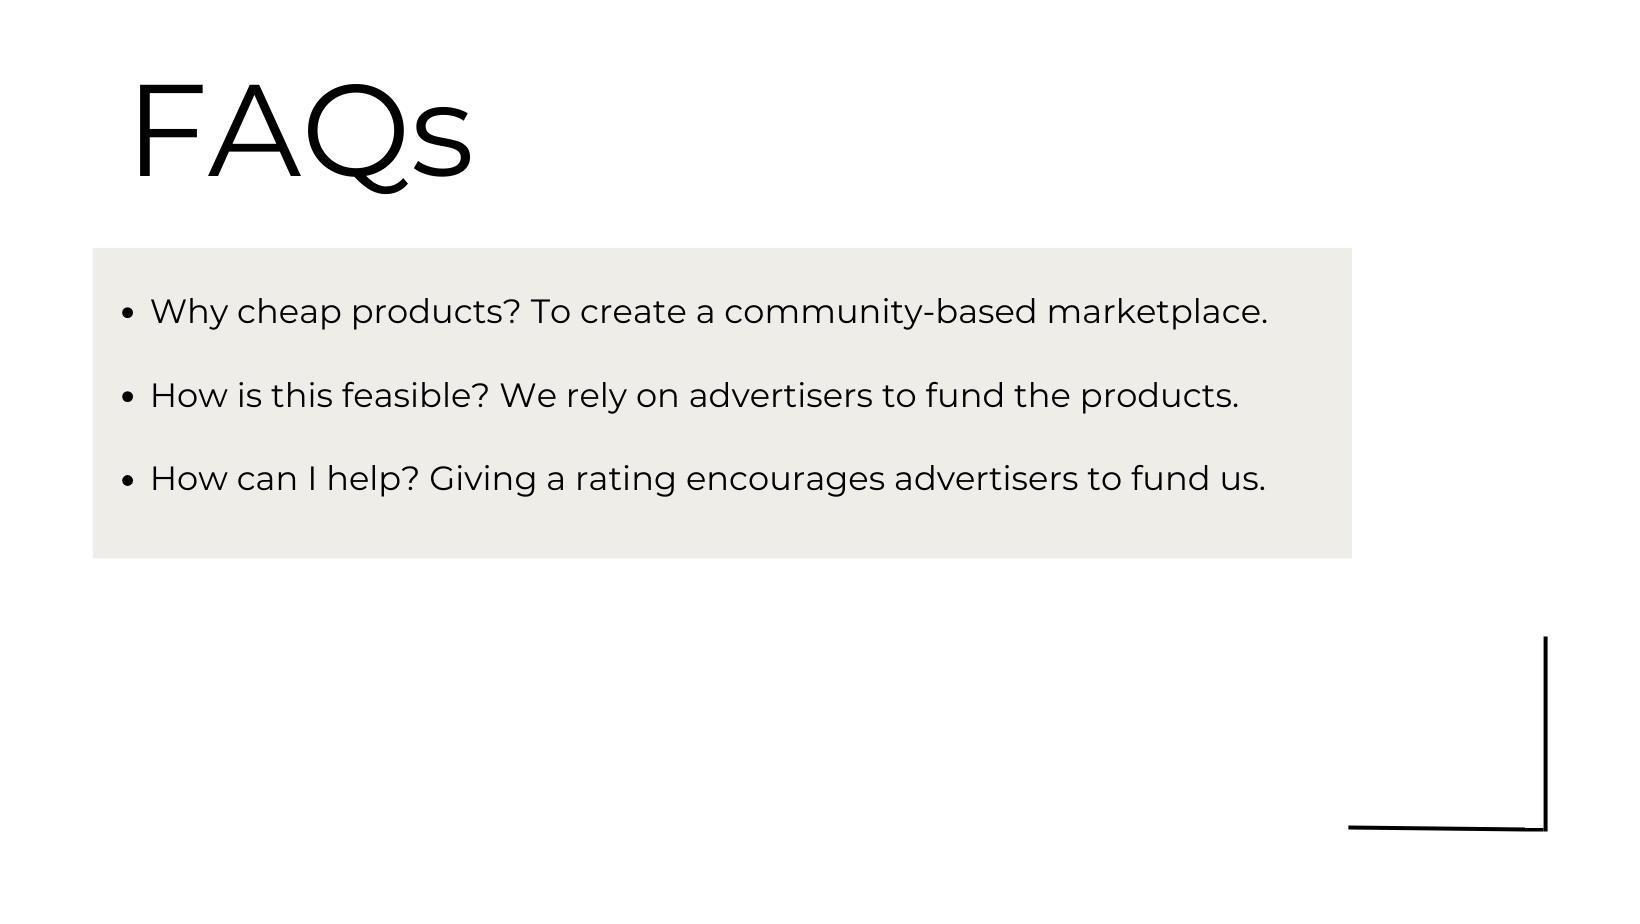 FAQs
• Why cheap products? To create a community-based marketplace.
• How is this feasible? We rely on advertisers to fund the products.
• How can I help? Giving a rating encourages advertisers to fund us.